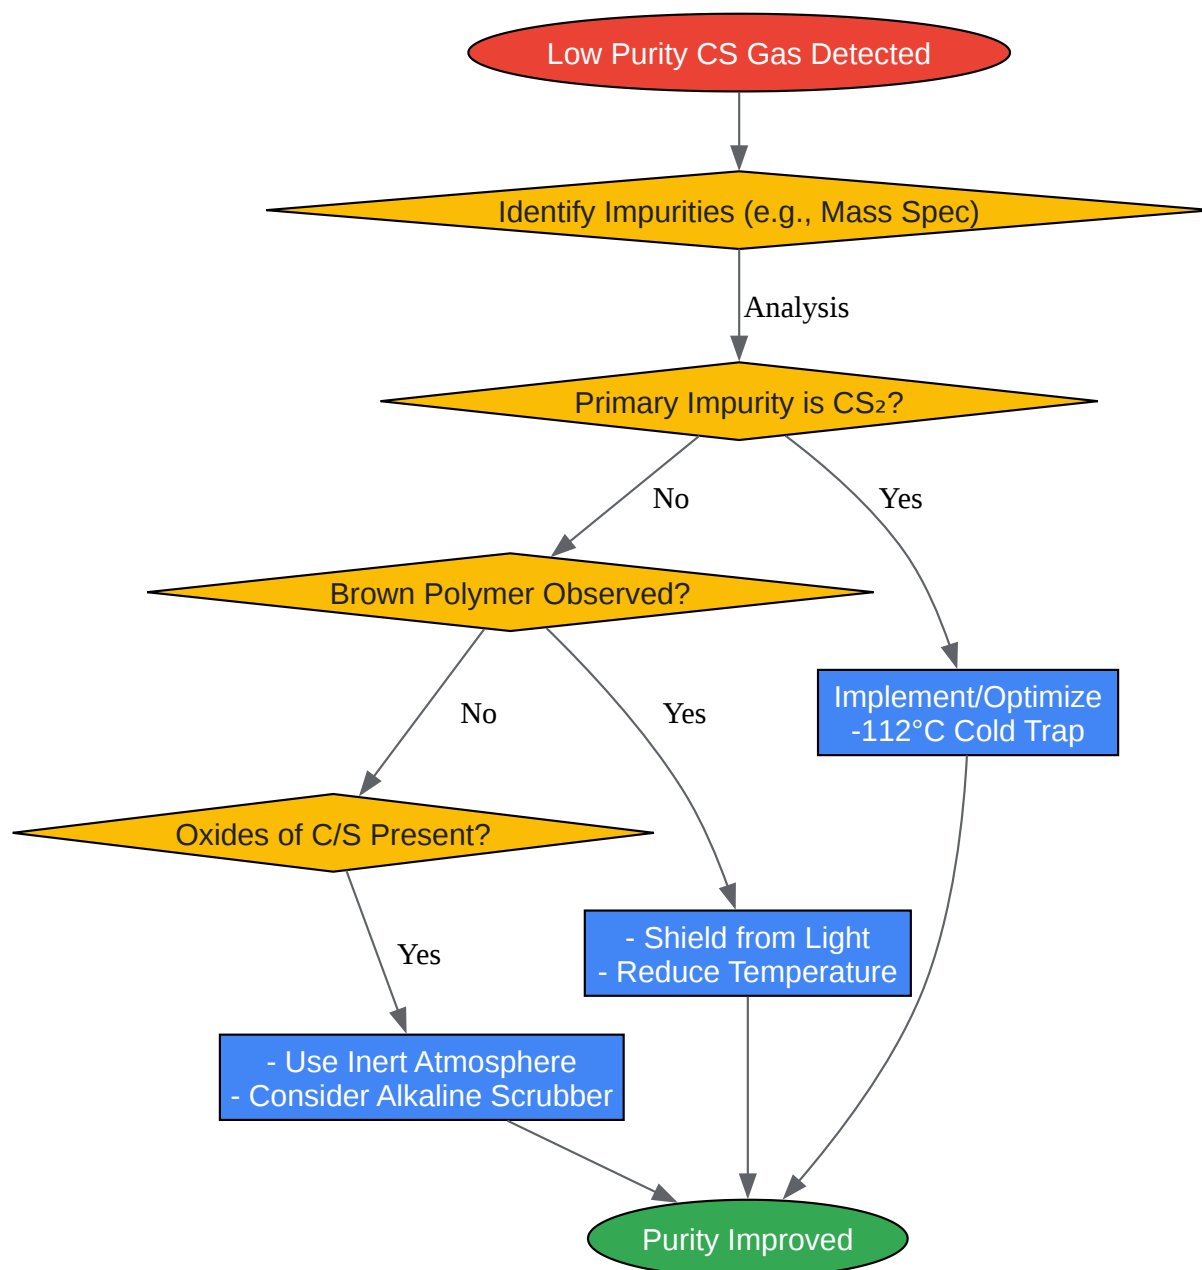 Low Purity CS Gas Detected
Identify Impurities (e.g., Mass Spec)
Analysis
Primary Impurity is CS₂?
No
Yes
Brown Polymer Observed?
Implement/Optimize
-112°C Cold Trap
No
Yes
Oxides of C/S Present?
- Shield from Light
- Reduce Temperature
Yes
- Use Inert Atmosphere
- Consider Alkaline Scrubber
Purity Improved